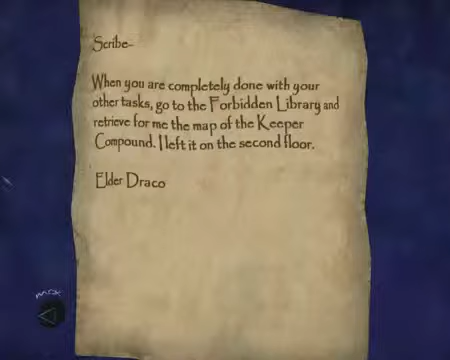 Scribe-
When you are completely done with your
other tasks, go to the Forbidden Library and
retrieve for me the map of the Keeper
Compound. I left it on the second floor.
Elder Draco